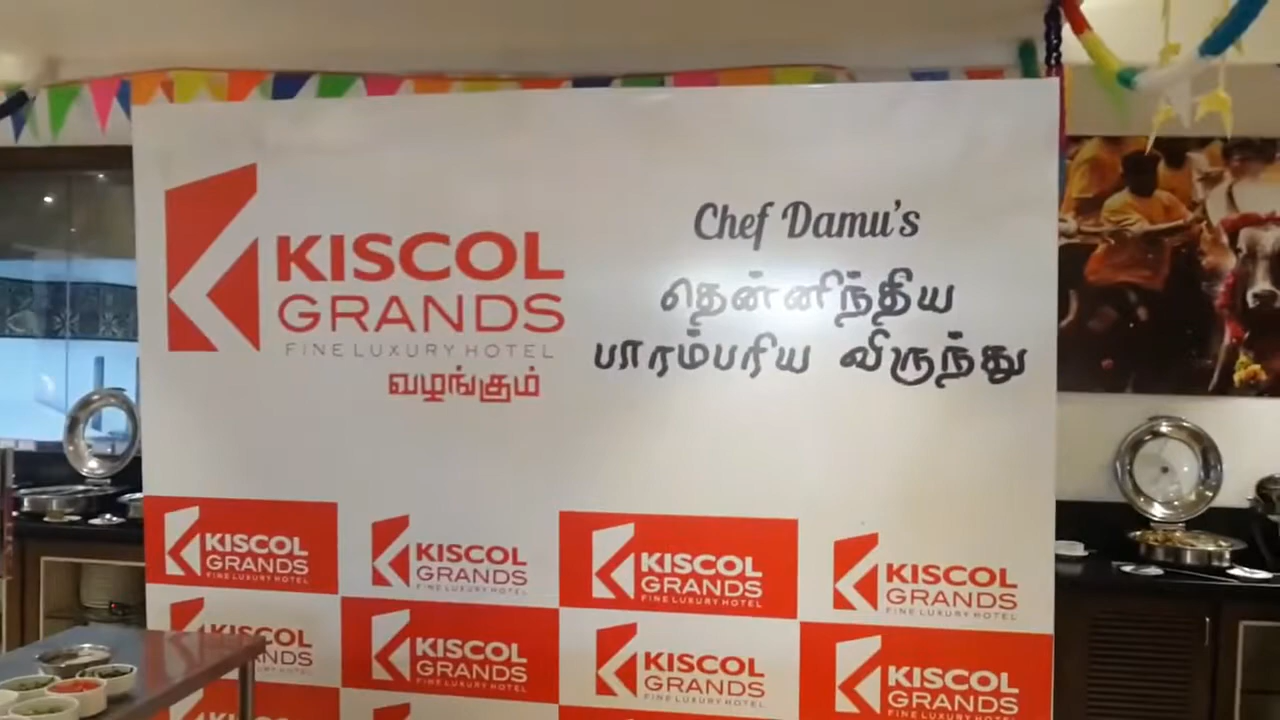 KISCOL
GRANDS
FINE LUXURY HOTEL
வழங்கும்
Chef Damu's
தென்னிந்திய
பாரம்பரிய விருந்து
KISCOL
GRANDS
FINE LUXURY HOTEL
KISCOL
GRANDS
FINE LUXURY HOTEL
KISCOL
GRANDS
FINE LUXURY HOTEL
KISCOL
GRANDS
FINE LUXURY HOTEL
KISCOL
GRANDS
KISCOL
GRANDS
FINE LUXURY HOTEL
KISCOL
GRANDS
FINE LUXURY HOTEL
KISCOL
GRANDS
FINE LUXURY HOTEL